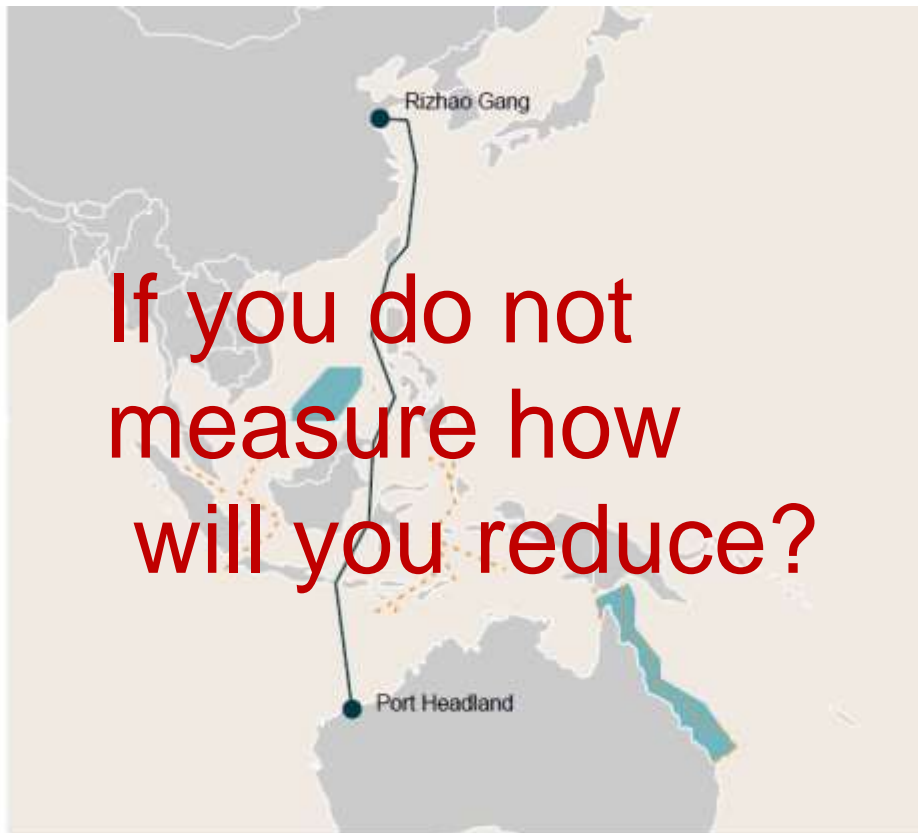 Rizhao Gang
If you do not
measure how
will you reduce?
Port Headland